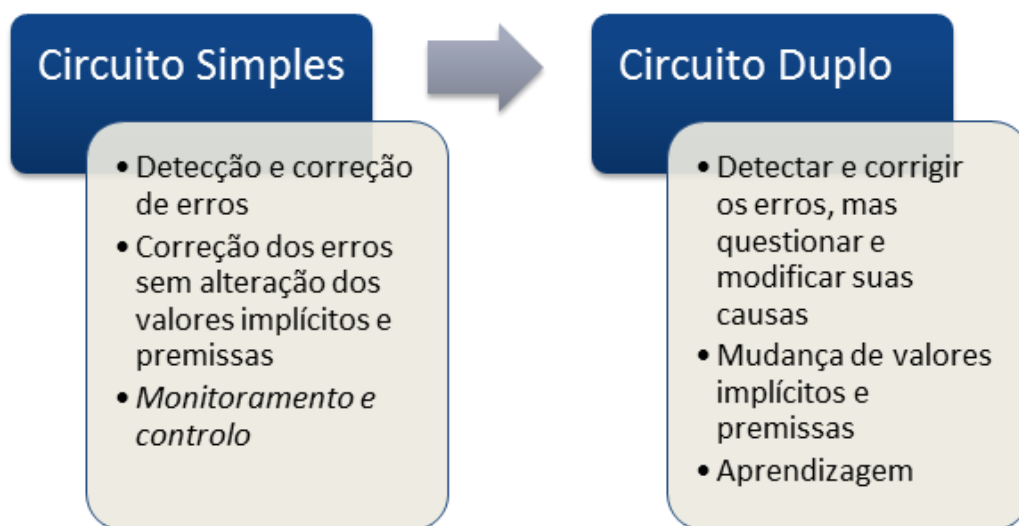 Circuito Simples
• Detecção e correção
de erros
• Correção dos erros
sem alteração dos
valores implícitos e
premissas
• Monitoramento e
controlo
Circuito Duplo
• Detectar e corrigir
os erros, mas
questionar e
modificar suas
causas
• Mudança de valores
implícitos e
premissas
• Aprendizagem